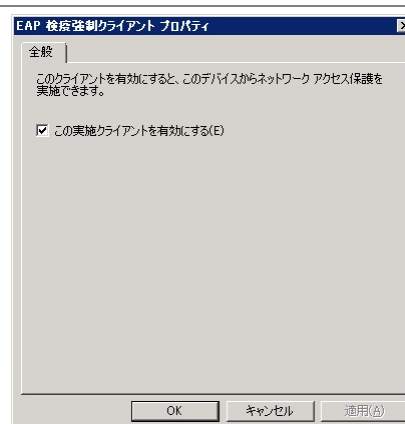 EAP 検疫強制クライアント プロパティ
全般
このクライアントを有効にすると、このデバイスからネットワーク アクセス保護を
実施できます。
この実施クライアントを有効にする(E)
OK キャンセル 適用(A)